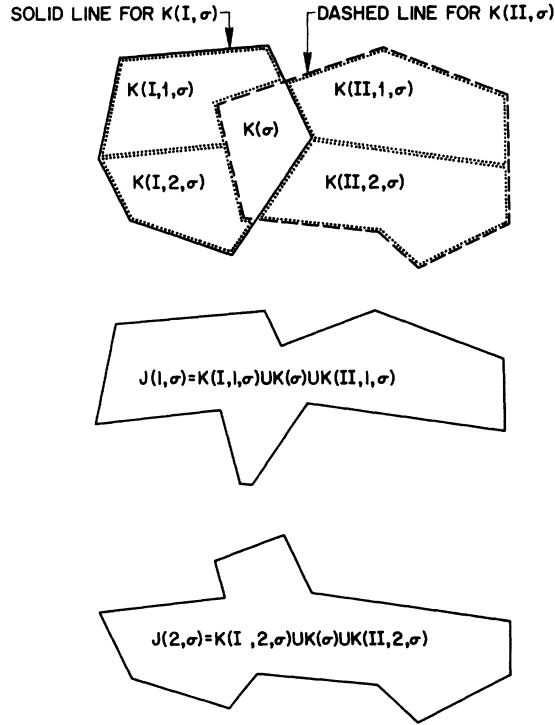 SOLID LINE FOR K(I,σ)
DASHED LINE FOR K(II,σ)
K(I,1,σ)
K(II,1,σ)
K(σ)
K(I,2,σ)
K(II,2,σ)
J(1,σ)=K(I,1,σ)UK(σ)UK(II,1,σ)
J(2,σ)=K(I ,2,σ)UK(σ)UK(II,2,σ)